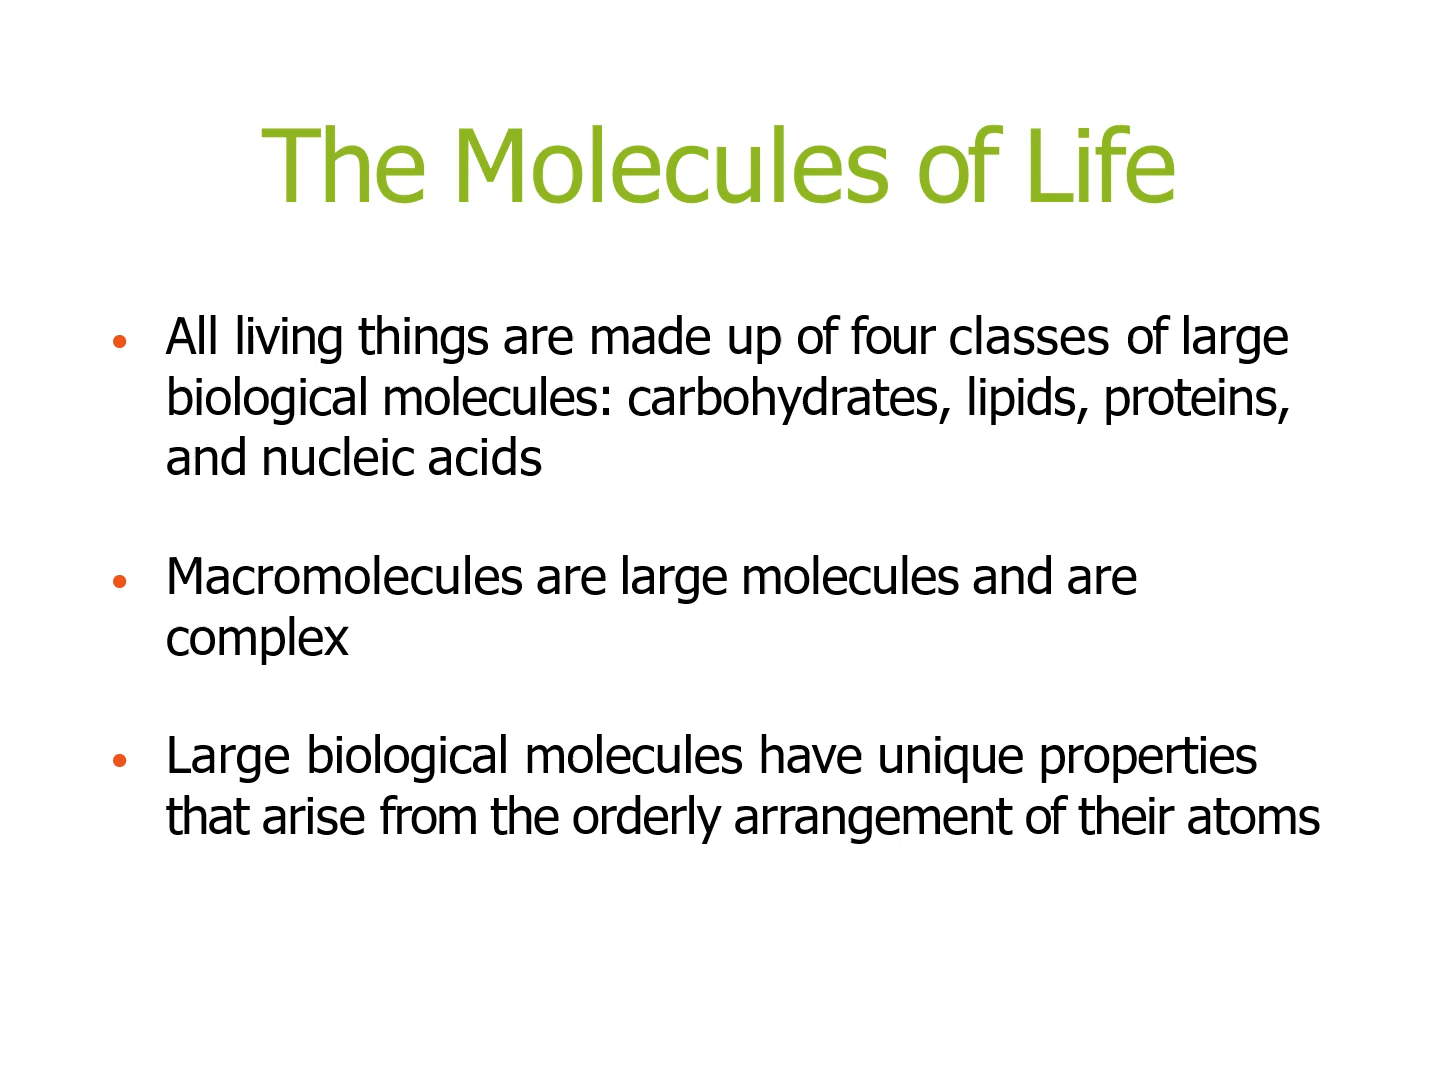 The Molecules of Life
• All living things are made up of four classes of large
biological molecules: carbohydrates, lipids, proteins,
and nucleic acids
• Macromolecules are large molecules and are
complex
• Large biological molecules have unique properties
that arise from the orderly arrangement of their atoms